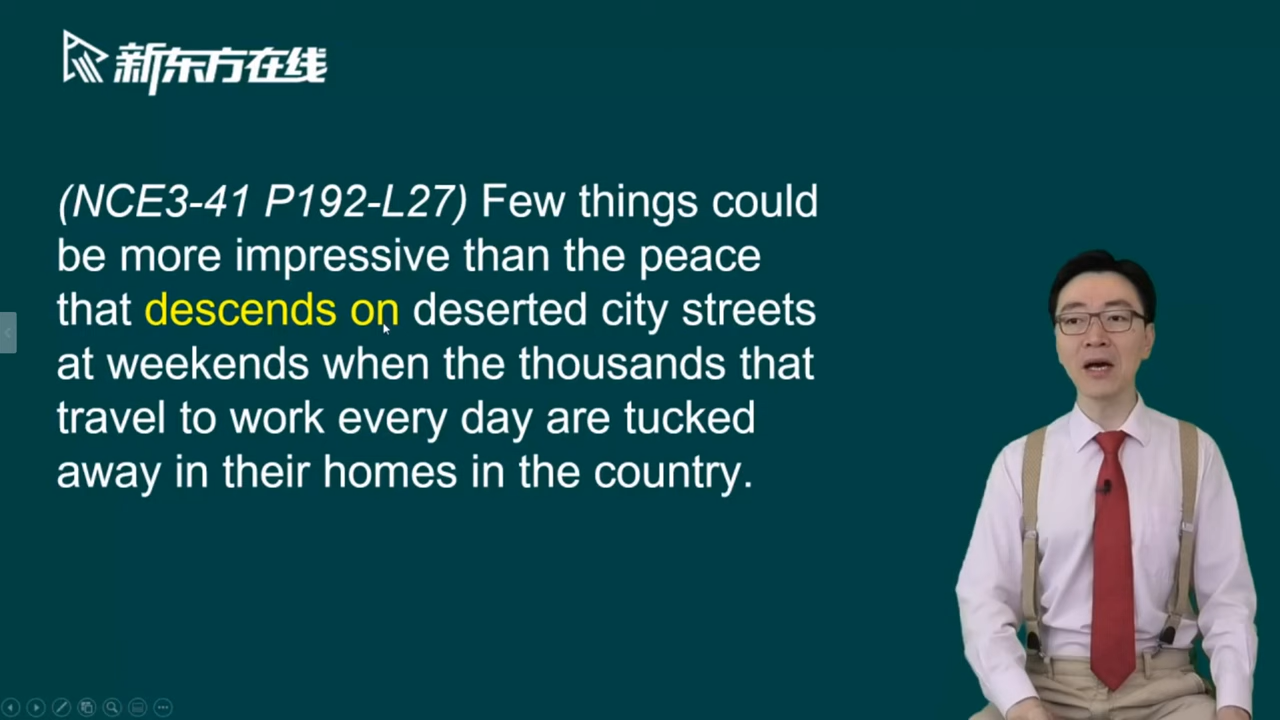 新东方在线
(NCE3-41 P192-L27) Few things could
be more impressive than the peace
that descends on deserted city streets
at weekends when the thousands that
travel to work every day are tucked
away in their homes in the country.